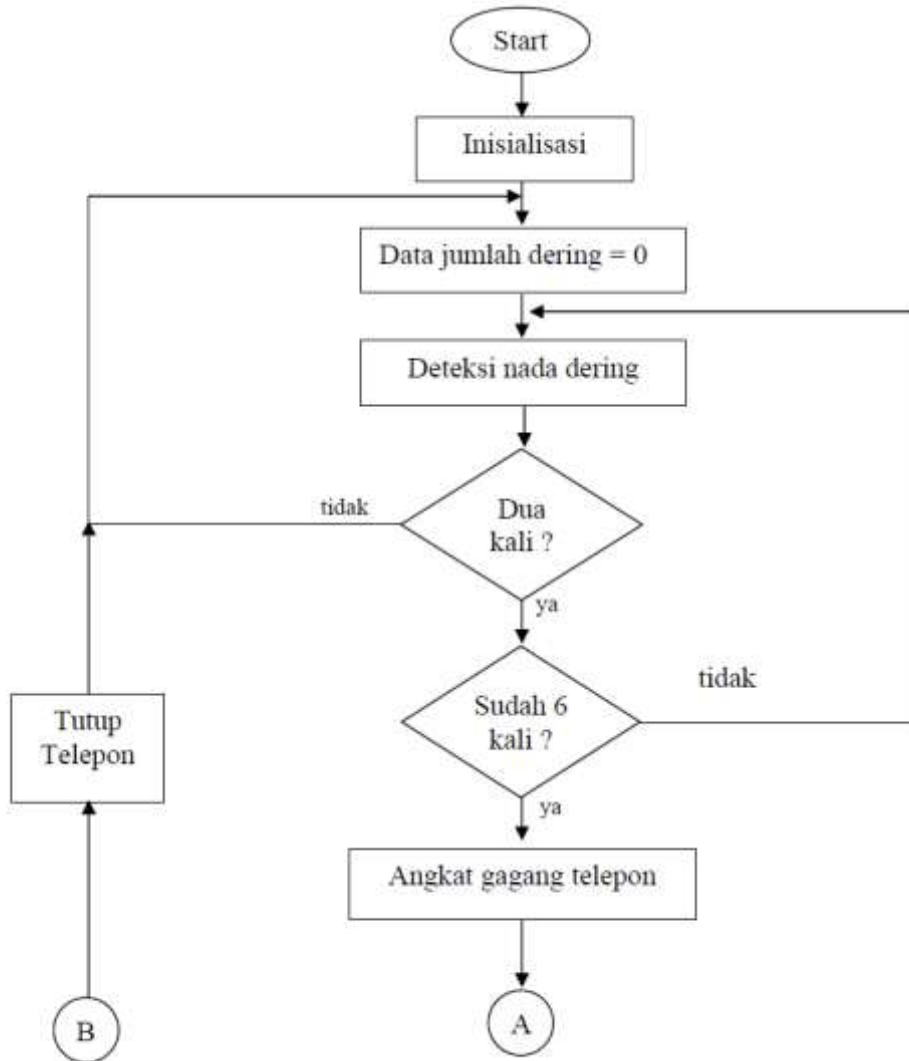 Start
Inisialisasi
Data jumlah dering = 0
Deteksi nada dering
tidak
Dua
kali ?
ya
tidak
Sudah 6
kali ?
Tutup
Telepon
ya
Angkat gagang telepon
B
A